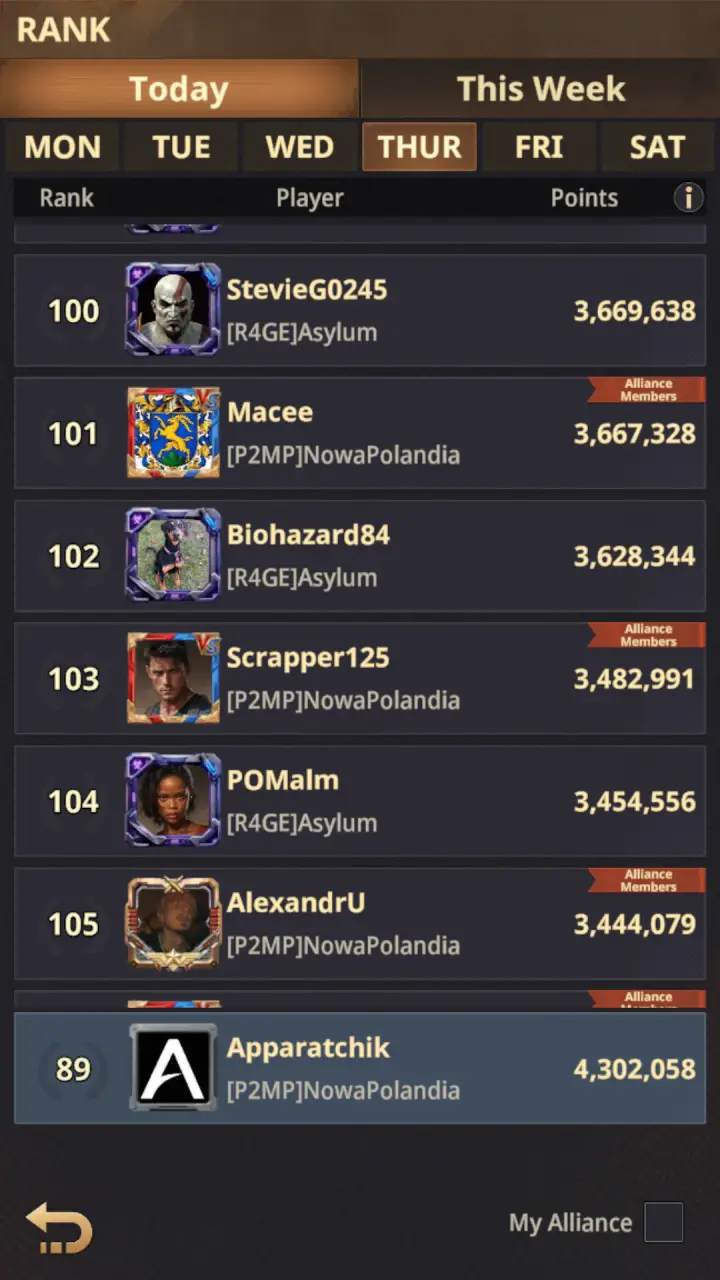 RANK
Today
This Week
MON
TUE
WED
THUR
FRI
SAT
Rank
Player
Points
i
100
StevieG0245
[R4GE]Asylum
3,669,638
Alliance
Members
101
Macee
[P2MP]NowaPolandia
3,667,328
102
Biohazard84
[R4GE]Asylum
3,628,344
Alliance
Members
103
Scrapper125
[P2MP]NowaPolandia
3,482,991
104
POMalm
[R4GE]Asylum
3,454,556
Alliance
Members
105
AlexandrU
[P2MP]NowaPolandia
3,444,079
Alliance
89
Apparatchik
[P2MP]NowaPolandia
4,302,058
My Alliance